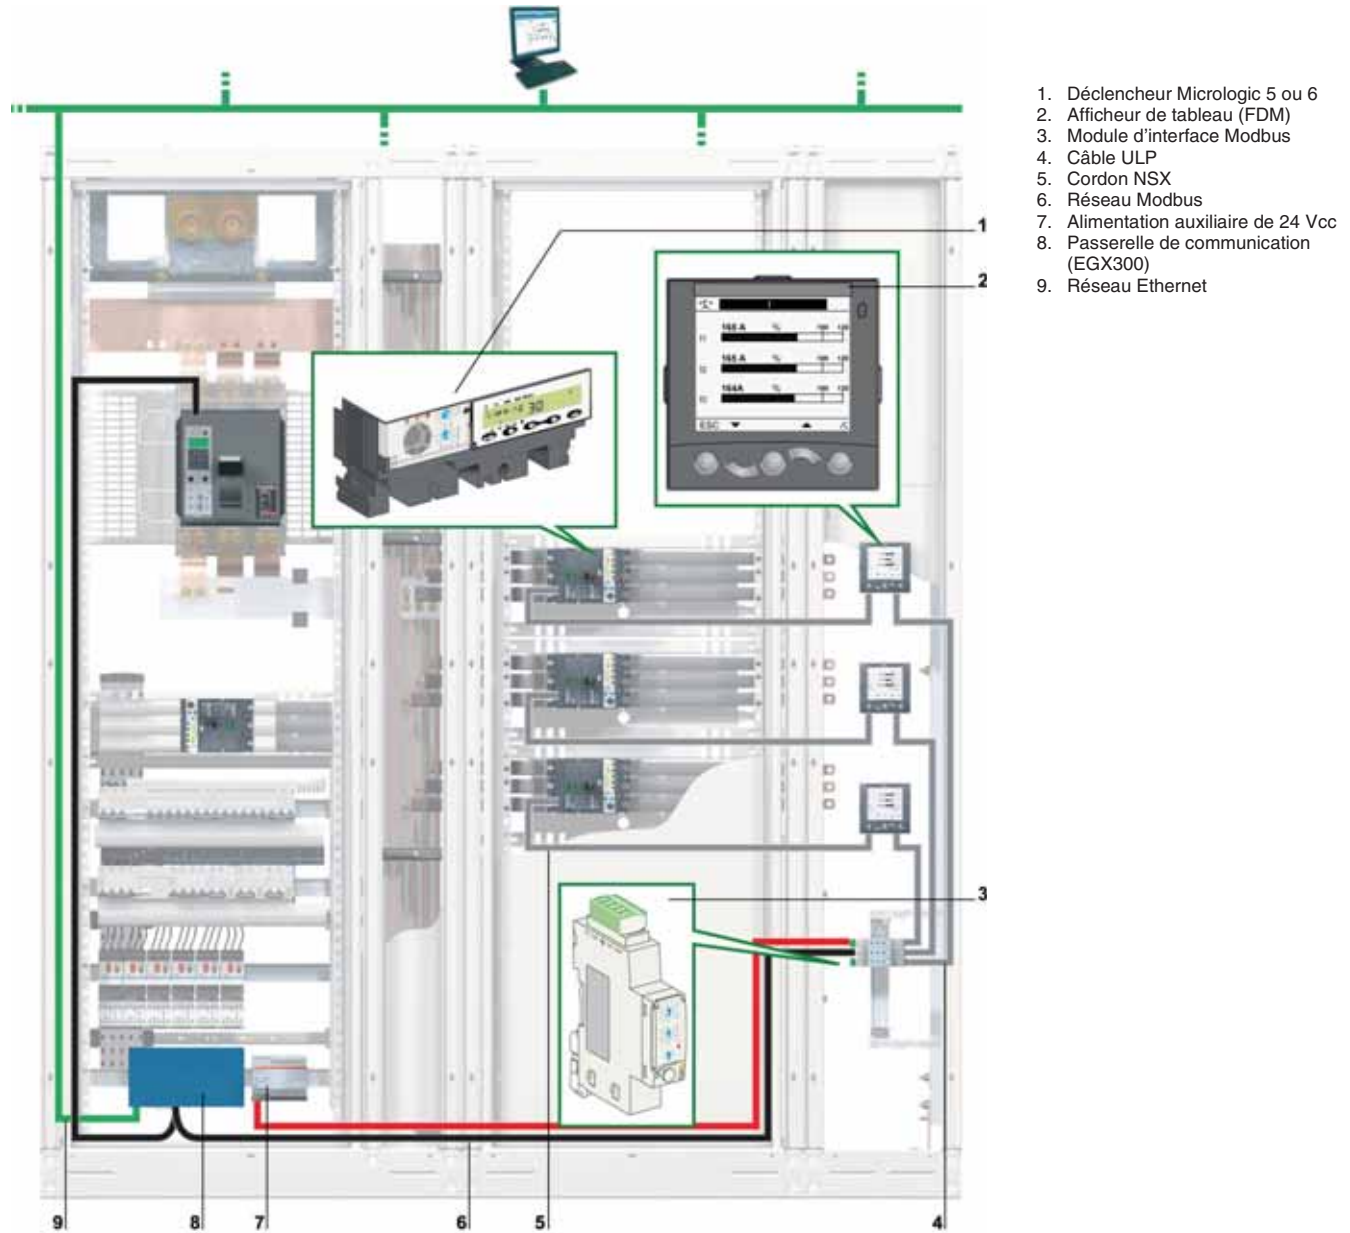 1. Déclencheur Micrologic 5 ou 6
2. Afficheur de tableau (FDM)
3. Module d'interface Modbus
4. Câble ULP
5. Cordon NSX
6. Réseau Modbus
7. Alimentation auxiliaire de 24 Vcc
8. Passerelle de communication
(EGX300)
9. Réseau Ethernet
1
2
165 A %
165 A %
164A %
ESC
3
9 8 7 6 5 4